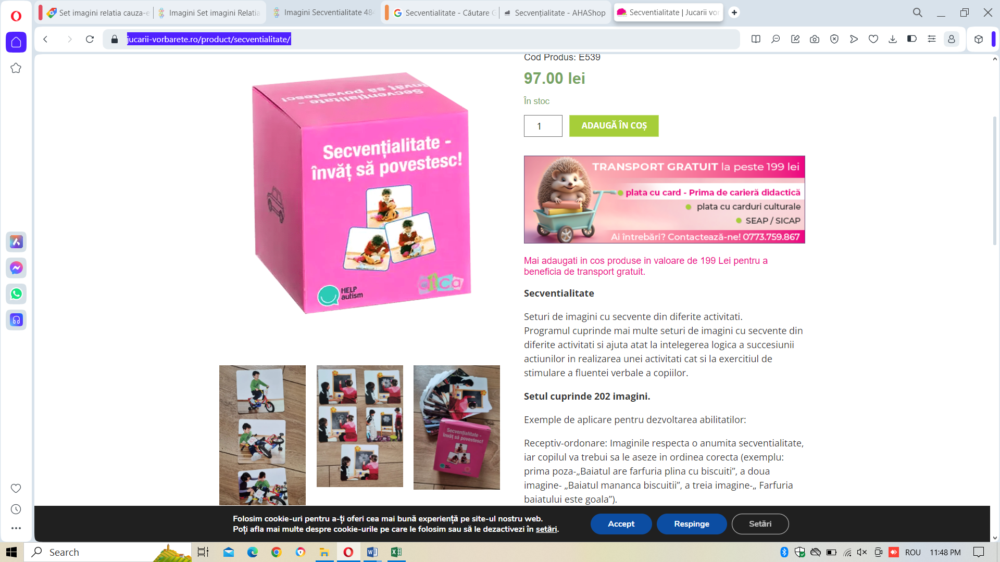 Set imagini relatia cauza-e
Imagini Set imagini Relatia
Imagini Secventialitate 484
Secventialitate - Căutare G
Secvențialitate - AHAShop
Secventialitate | Jucarii vor
jucarii-vorbarete.ro/product/secventialitate/
Cod Produs: E539
97.00 lei
În stoc
1
ADAUGĂ ÎN COȘ
Secvențialitate -
învăț să povestesc!
Secvențialitate -
învăț să povestesc!
HELP
autism
aica
TRANSPORT GRATUIT la peste 199 lei
plata cu card - Prima de carieră didactică
plata cu carduri culturale
SEAP / SICAP
Ai întrebări? Contactează-ne! 0773.759.867
Mai adaugati in cos produse in valoare de 199 Lei pentru a
beneficia de transport gratuit.
Secventialitate
Seturi de imagini cu secvente din diferite activitati.
Programul cuprinde mai multe seturi de imagini cu secvente din
diferite activitati si ajuta atat la intelegerea logica a succesiunii
actiunilor in realizarea unei activitati cat si la exercitiul de
stimulare a fluentei verbale a copiilor.
Setul cuprinde 202 imagini.
Exemple de aplicare pentru dezvoltarea abilitatilor:
Receptiv-ordonare: Imaginile respecta o anumita secventialitate,
iar copilul va trebui sa le aseze in ordinea corecta (exemplu:
prima poza-„Baiatul are farfuria plina cu biscuiti”, a doua
imagine- „Baiatul mananca biscuitii”, a treia imagine-„ Farfuria
baiatului este goala”).
Secvențialitate -
învăț să povestesc!
Folosim cookie-uri pentru a-ți oferi cea mai bună experiență pe site-ul nostru web.
Poți afla mai multe despre cookie-urile pe care le folosim sau să le dezactivezi în setări.
Accept
Respinge
Setări
Search
ROU
11:48 PM